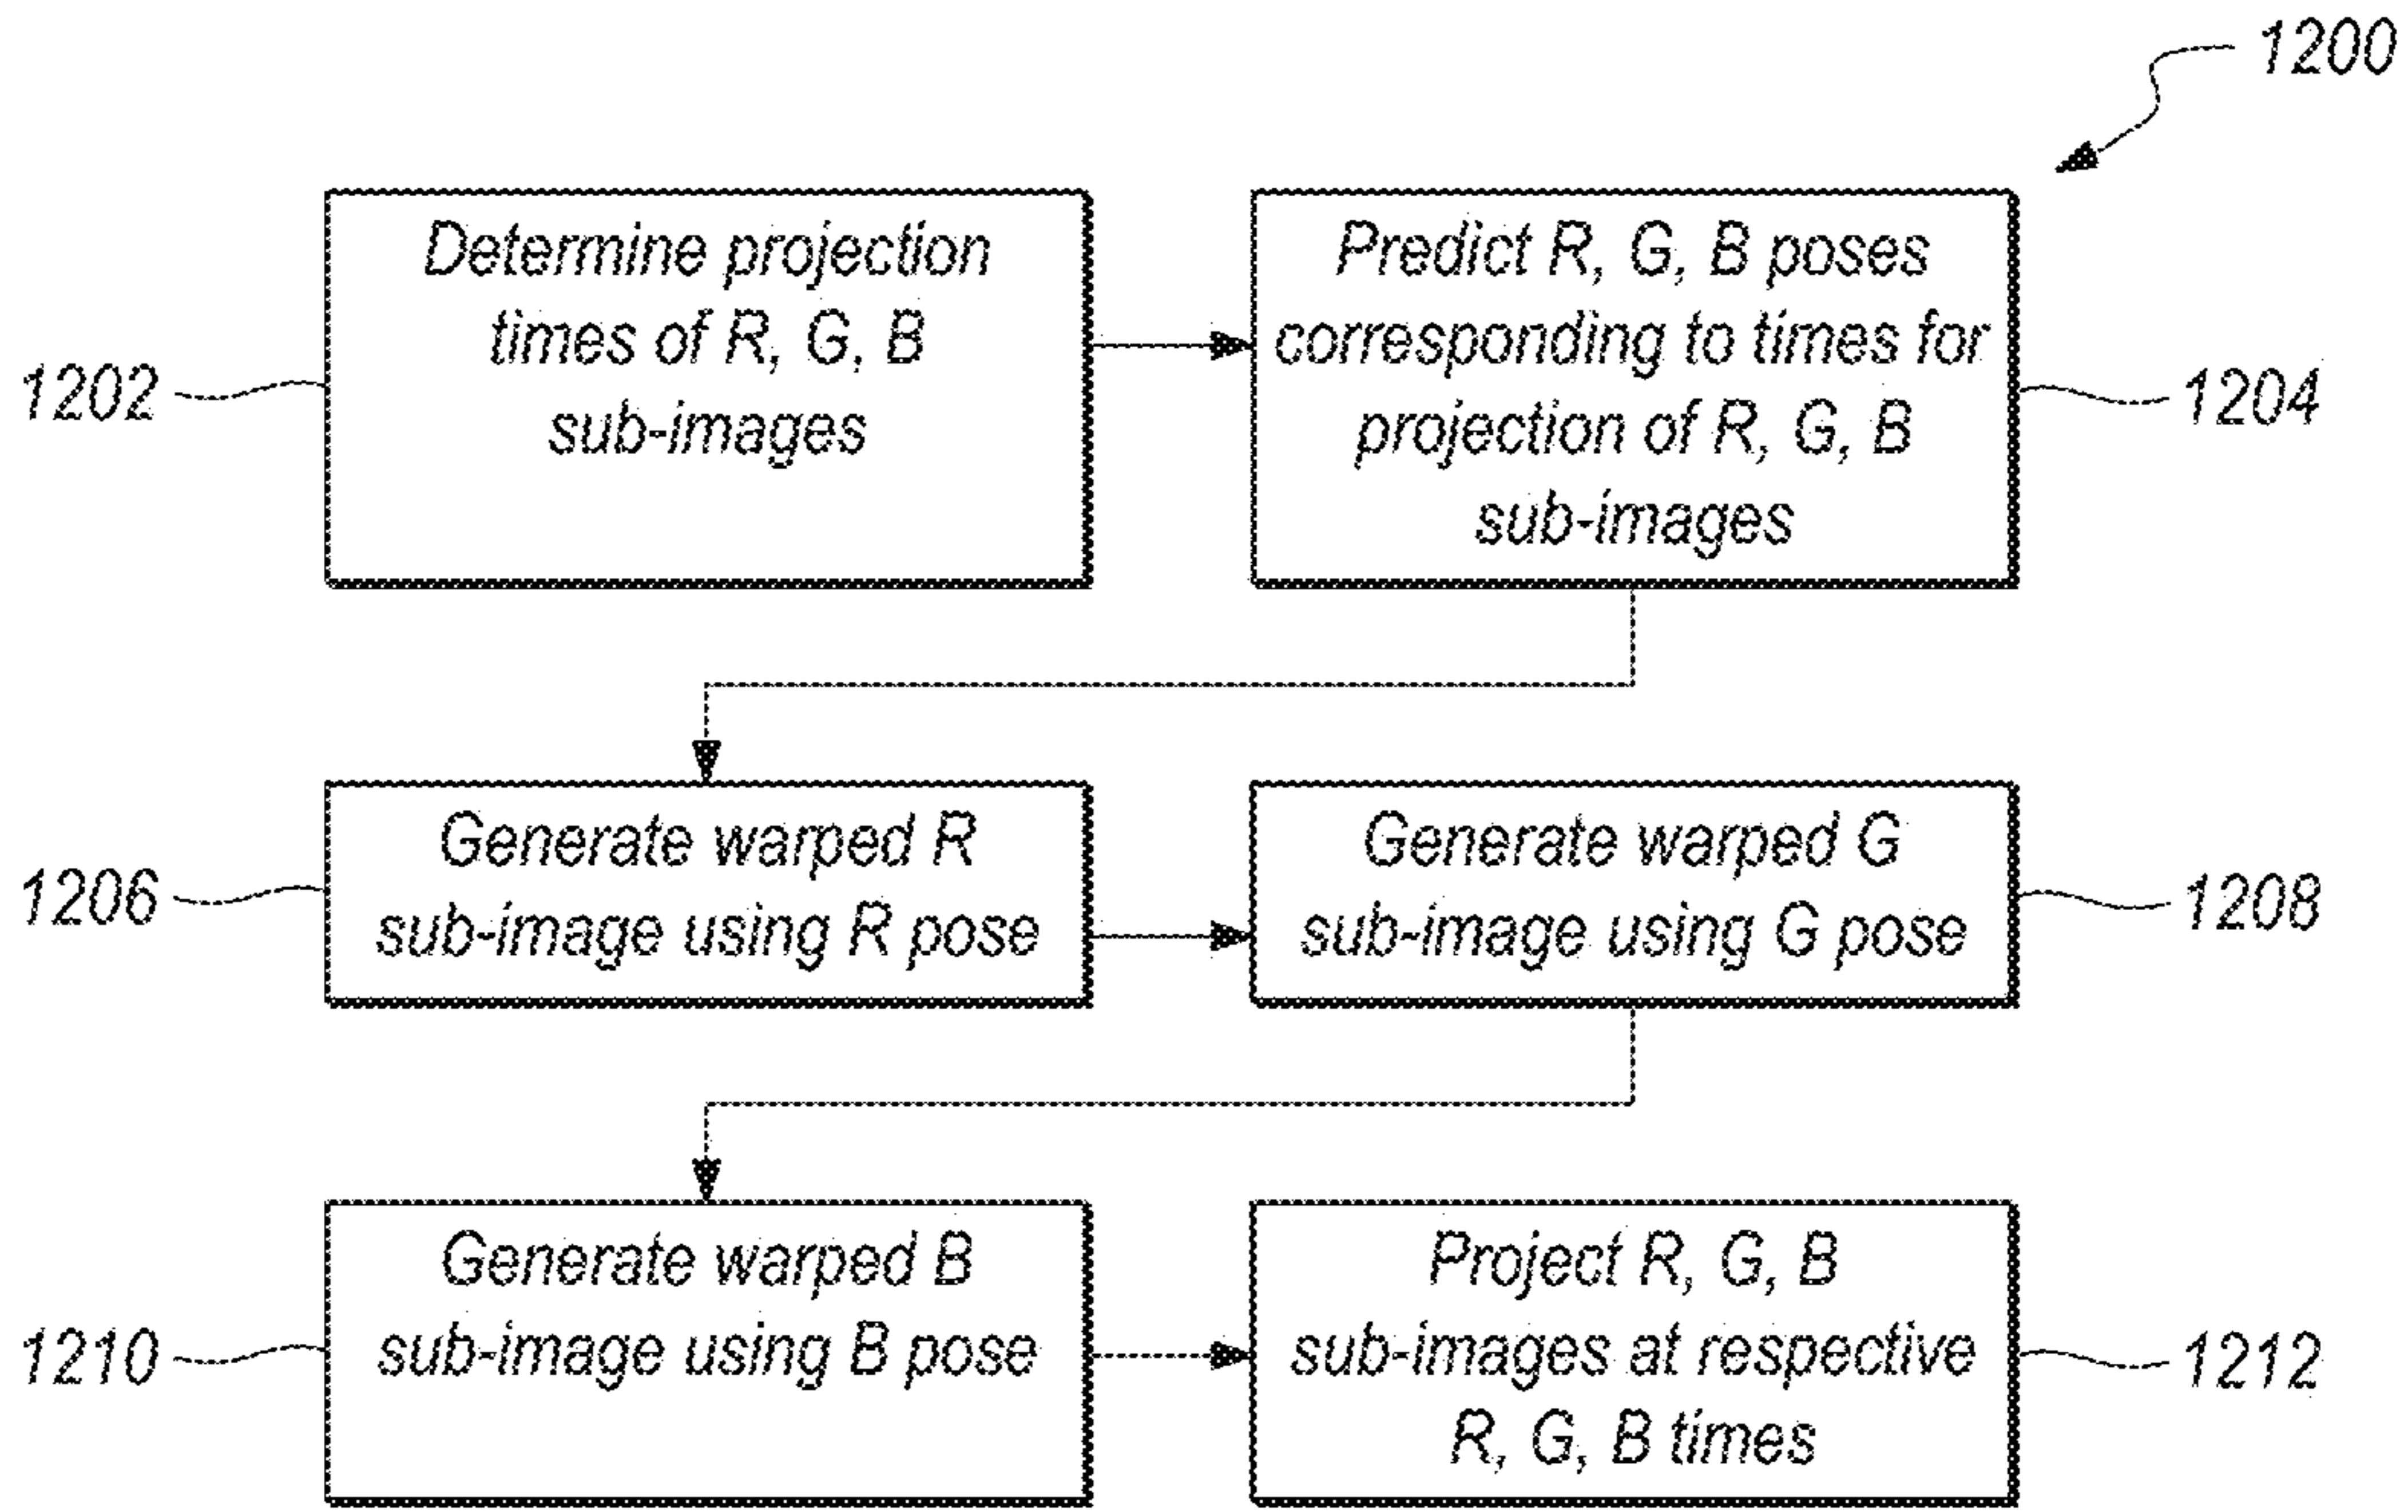 1200
Determine projection
times of R, G, B
sub-images
1202
Predict R, G, B poses
corresponding to times for
projection of R, G, B
sub-images
1204
Generate warped R
sub-image using R pose
1206
Generate warped G
sub-image using G pose
1208
Generate warped B
sub-image using B pose
1210
Project R, G, B
sub-images at respective
R, G, B times
1212